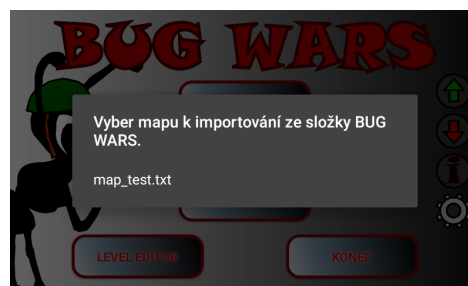 BUG WARS
Vyber mapu k importování ze složky BUG
WARS.
map_test.txt
LEVEL EDITOR
KONEC